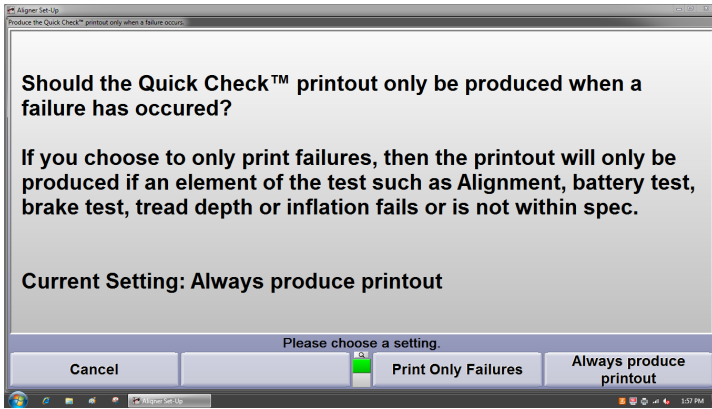 Aligner Set-Up
Produce the Quick Check™ printout only when a failure occurs.
Should the Quick Check™ printout only be produced when a
failure has occured?
If you choose to only print failures, then the printout will only be
produced if an element of the test such as Alignment, battery test,
brake test, tread depth or inflation fails or is not within spec.
Current Setting: Always produce printout
Please choose a setting.
Cancel
Print Only Failures
Always produce
printout
Aligner Set-Up
1:57 PM